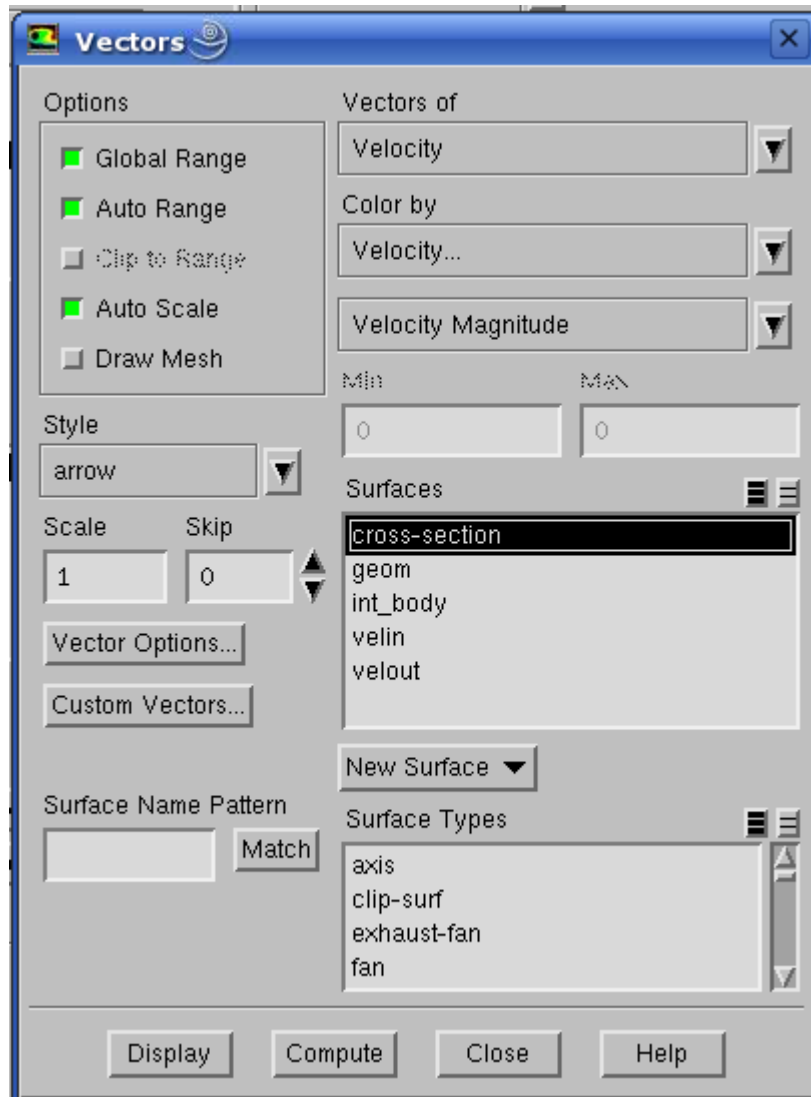 Vectors
Options
Global Range
Auto Range
Clip to Range
Auto Scale
Draw Mesh
Style
arrow
Scale Skip
1 0
Vector Options...
Custom Vectors...
Surface Name Pattern
Match
Vectors of
Velocity
Color by
Velocity...
Velocity Magnitude
Min Max
0 0
Surfaces
cross-section
geom
int_body
velin
velout
New Surface
Surface Types
axis
clip-surf
exhaust-fan
fan
Display Compute Close Help